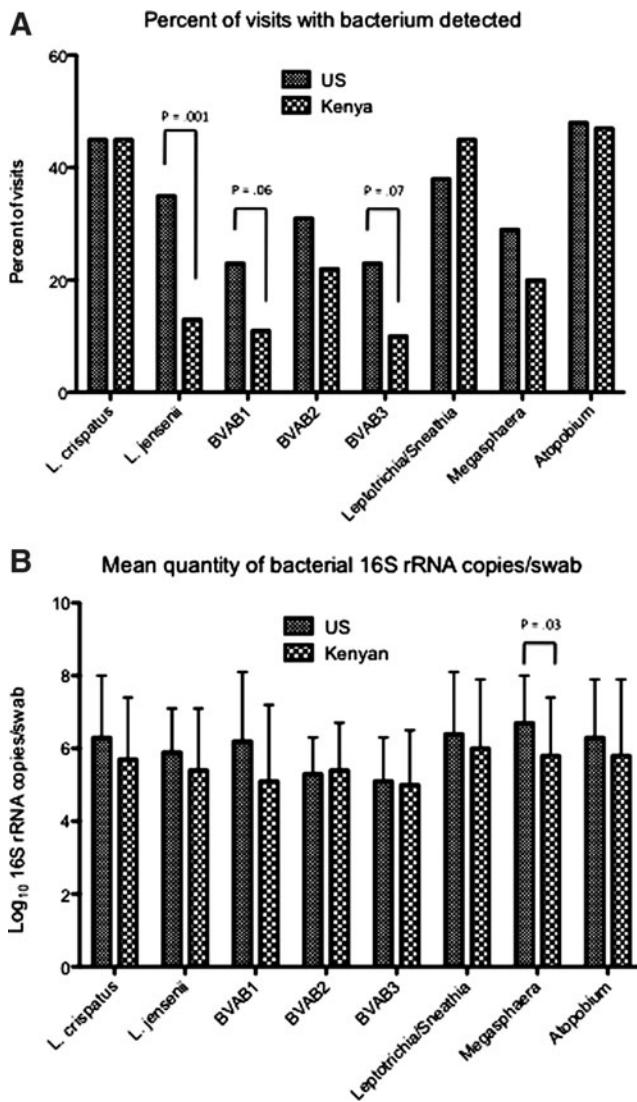 A
Percent of visits with bacterium detected
60
40
20
0
Percent of visits
US
Kenya
P = .001
P = .06
P = .07
L. crispatus
L. jensenii
BVAB1
BVAB2
BVAB3
Leptotrichia/Sneathia
Megasphaera
Atopobium
B
Mean quantity of bacterial 16S rRNA copies/swab
10
8
6
4
2
0
Log10 16S rRNA copies/swab
US
Kenyan
P = .03
L. crispatus
L. jensenii
BVAB1
BVAB2
BVAB3
Leptotrichia/Sneathia
Megasphaera
Atopobium